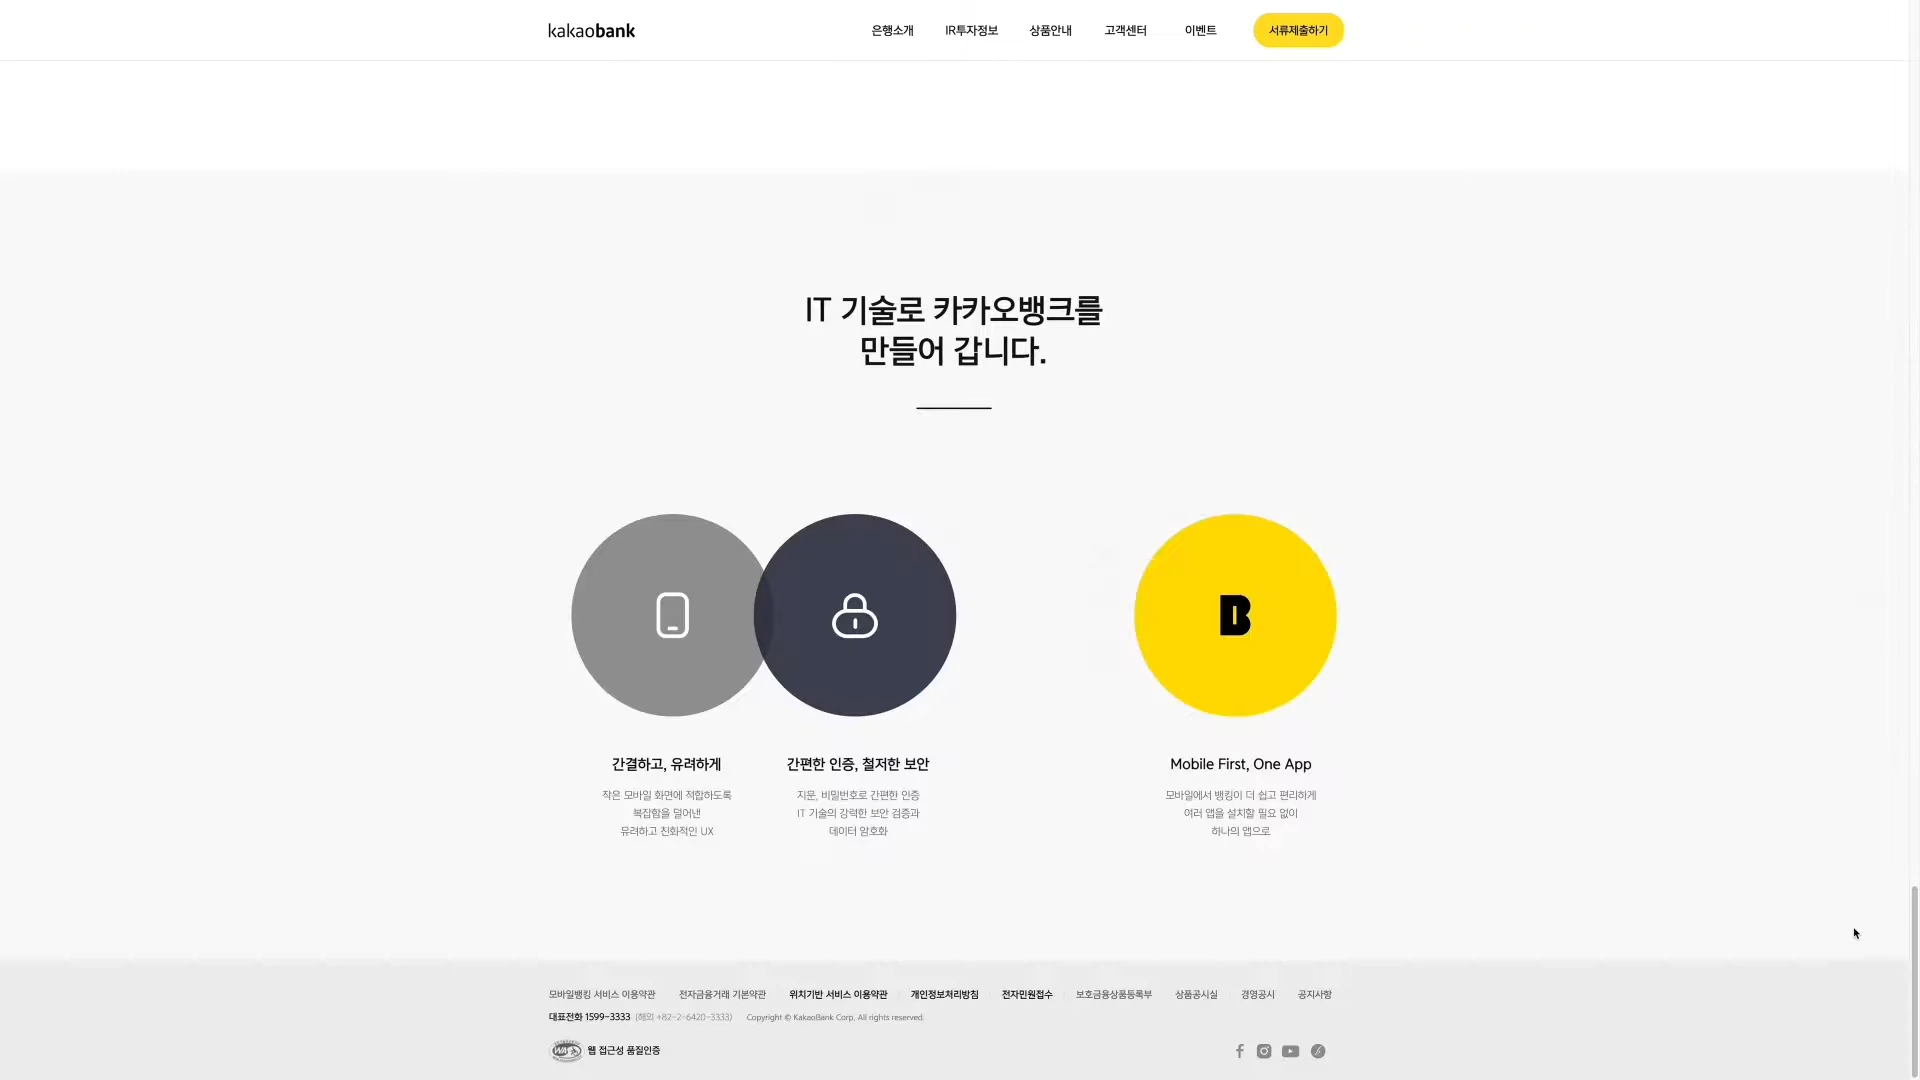 kakaobank
은행소개
IR투자정보
상품안내
고객센터
이벤트
서류제출하기
IT 기술로 카카오뱅크를
만들어 갑니다.
B
간결하고, 유려하게
작은 모바일 화면에 적합하도록
복잡함을 덜어낸
유려하고 친화적인 UX
간편한 인증, 철저한 보안
지문, 비밀번호로 간편한 인증
IT 기술의 강력한 보안 검증과
데이터 암호화
Mobile First, One App
모바일에서 뱅킹이 더 쉽고 편리하게
여러 앱을 설치할 필요 없이
하나의 앱으로
모바일뱅킹 서비스 이용약관
전자금융거래 기본약관
위치기반 서비스 이용약관
개인정보처리방침
전자민원접수
보호금융상품등록부
상품공시실
경영공시
공지사항
대표전화 1599-3333 (해외 +82-2-6420-3333) Copyright © KakaoBank Corp. All rights reserved.
WA
웹 접근성 품질인증